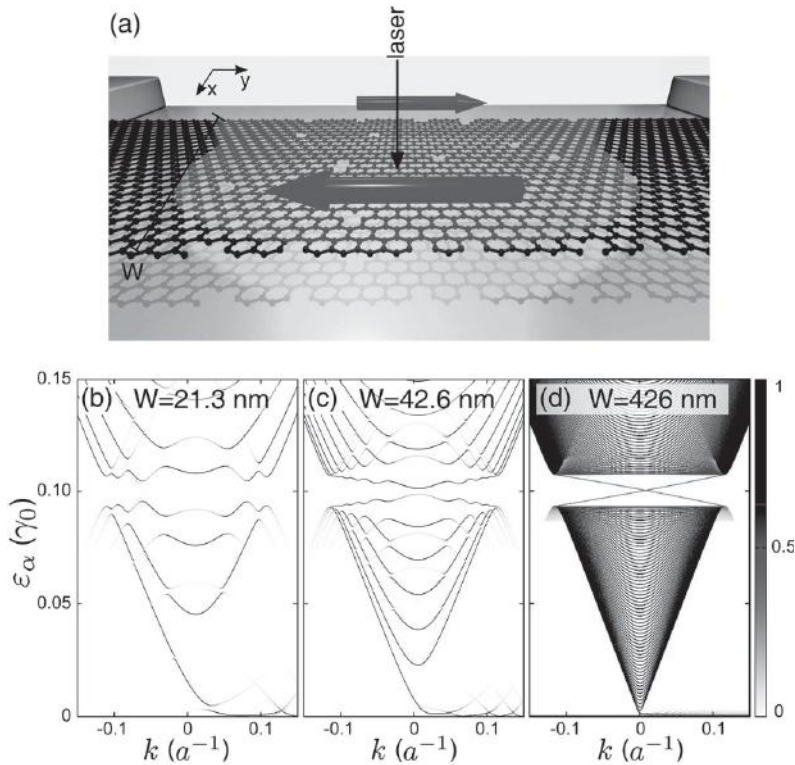 (a)
laser
x y
W
(b) W=21.3 nm
(c) W=42.6 nm
(d) W=426 nm
0.15
0.10
0.05
0
εα (γ0)
-0.1 0 0.1
-0.1 0 0.1
-0.1 0 0.1
k (a⁻¹)
k (a⁻¹)
k (a⁻¹)
1
0.5
0